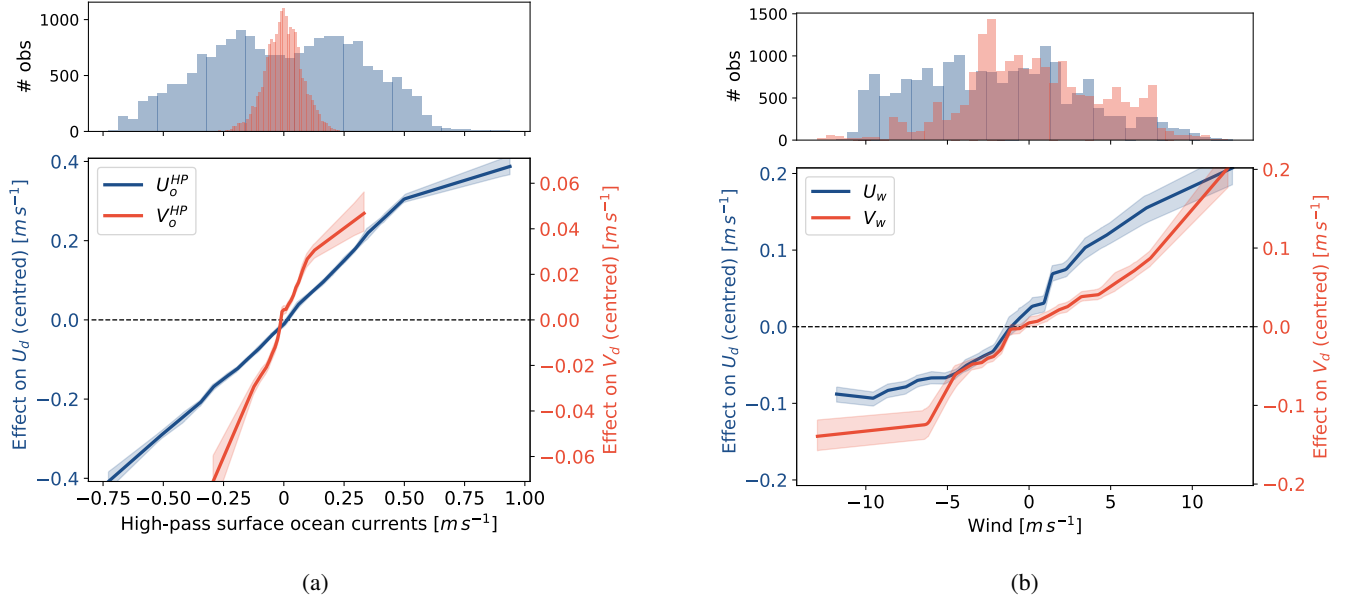 1000
500
0
# obs
0.4
0.2
0.0
−0.2
−0.4
Effect on U_d (centred) [m s⁻¹]
U_o^HP
V_o^HP
0.06
0.04
0.02
0.00
−0.02
−0.04
−0.06
Effect on V_d (centred) [m s⁻¹]
−0.75 −0.50 −0.25 0 0.25 0.50 0.75 1.00
High-pass surface ocean currents [m s⁻¹]
(a)
1500
1000
500
0
# obs
0.2
0.1
0.0
−0.1
−0.2
Effect on U_d (centred) [m s⁻¹]
U_w
V_w
0.2
0.1
0.0
−0.1
−0.2
Effect on V_d (centred) [m s⁻¹]
−10 −5 0 5 10
Wind [m s⁻¹]
(b)